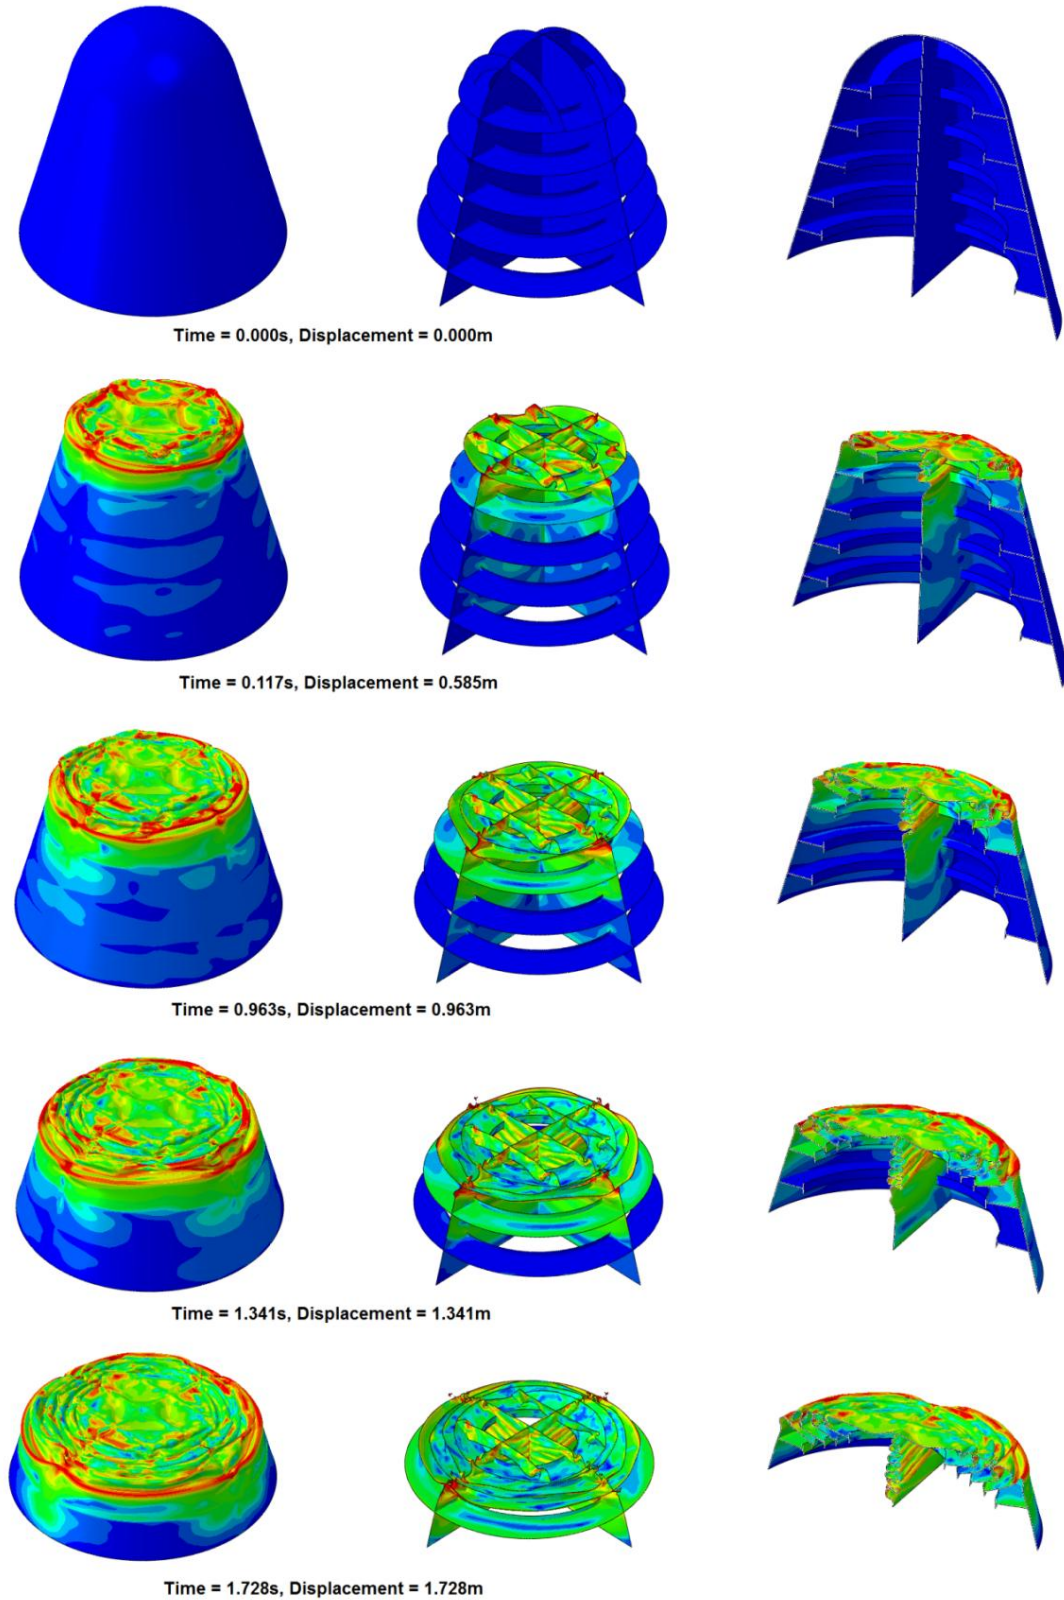 Time = 0.000s, Displacement = 0.000m
Time = 0.117s, Displacement = 0.585m
Time = 0.963s, Displacement = 0.963m
Time = 1.341s, Displacement = 1.341m
Time = 1.728s, Displacement = 1.728m